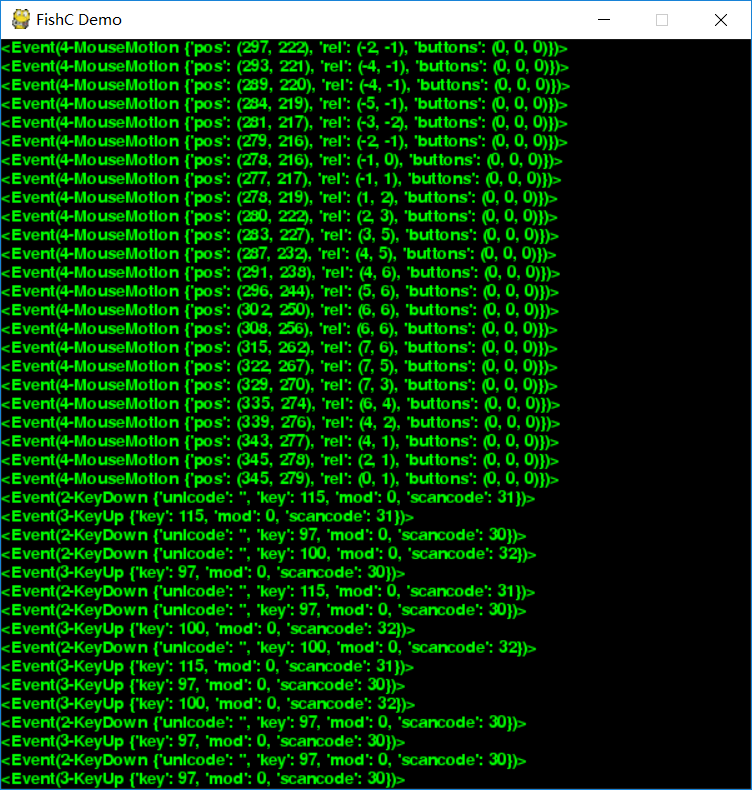 FishC Demo
<Event(4-MouseMotion {'pos': (297, 222), 'rel': (-2, -1), 'buttons': (0, 0, 0)})>
<Event(4-MouseMotion {'pos': (293, 221), 'rel': (-4, -1), 'buttons': (0, 0, 0)})>
<Event(4-MouseMotion {'pos': (289, 220), 'rel': (-4, -1), 'buttons': (0, 0, 0)})>
<Event(4-MouseMotion {'pos': (284, 219), 'rel': (-5, -1), 'buttons': (0, 0, 0)})>
<Event(4-MouseMotion {'pos': (281, 217), 'rel': (-3, -2), 'buttons': (0, 0, 0)})>
<Event(4-MouseMotion {'pos': (279, 216), 'rel': (-2, -1), 'buttons': (0, 0, 0)})>
<Event(4-MouseMotion {'pos': (278, 216), 'rel': (-1, 0), 'buttons': (0, 0, 0)})>
<Event(4-MouseMotion {'pos': (277, 217), 'rel': (-1, 1), 'buttons': (0, 0, 0)})>
<Event(4-MouseMotion {'pos': (278, 219), 'rel': (1, 2), 'buttons': (0, 0, 0)})>
<Event(4-MouseMotion {'pos': (280, 222), 'rel': (2, 3), 'buttons': (0, 0, 0)})>
<Event(4-MouseMotion {'pos': (283, 227), 'rel': (3, 5), 'buttons': (0, 0, 0)})>
<Event(4-MouseMotion {'pos': (287, 232), 'rel': (4, 5), 'buttons': (0, 0, 0)})>
<Event(4-MouseMotion {'pos': (291, 238), 'rel': (4, 6), 'buttons': (0, 0, 0)})>
<Event(4-MouseMotion {'pos': (296, 244), 'rel': (5, 6), 'buttons': (0, 0, 0)})>
<Event(4-MouseMotion {'pos': (302, 250), 'rel': (6, 6), 'buttons': (0, 0, 0)})>
<Event(4-MouseMotion {'pos': (308, 256), 'rel': (6, 6), 'buttons': (0, 0, 0)})>
<Event(4-MouseMotion {'pos': (315, 262), 'rel': (7, 6), 'buttons': (0, 0, 0)})>
<Event(4-MouseMotion {'pos': (322, 267), 'rel': (7, 5), 'buttons': (0, 0, 0)})>
<Event(4-MouseMotion {'pos': (329, 270), 'rel': (7, 3), 'buttons': (0, 0, 0)})>
<Event(4-MouseMotion {'pos': (335, 274), 'rel': (6, 4), 'buttons': (0, 0, 0)})>
<Event(4-MouseMotion {'pos': (339, 276), 'rel': (4, 2), 'buttons': (0, 0, 0)})>
<Event(4-MouseMotion {'pos': (343, 277), 'rel': (4, 1), 'buttons': (0, 0, 0)})>
<Event(4-MouseMotion {'pos': (345, 278), 'rel': (2, 1), 'buttons': (0, 0, 0)})>
<Event(4-MouseMotion {'pos': (345, 279), 'rel': (0, 1), 'buttons': (0, 0, 0)})>
<Event(2-KeyDown {'unicode': '', 'key': 115, 'mod': 0, 'scancode': 31})>
<Event(3-KeyUp {'key': 115, 'mod': 0, 'scancode': 31})>
<Event(2-KeyDown {'unicode': '', 'key': 97, 'mod': 0, 'scancode': 30})>
<Event(2-KeyDown {'unicode': '', 'key': 100, 'mod': 0, 'scancode': 32})>
<Event(3-KeyUp {'key': 97, 'mod': 0, 'scancode': 30})>
<Event(2-KeyDown {'unicode': '', 'key': 115, 'mod': 0, 'scancode': 31})>
<Event(2-KeyDown {'unicode': '', 'key': 97, 'mod': 0, 'scancode': 30})>
<Event(3-KeyUp {'key': 100, 'mod': 0, 'scancode': 32})>
<Event(2-KeyDown {'unicode': '', 'key': 100, 'mod': 0, 'scancode': 32})>
<Event(3-KeyUp {'key': 115, 'mod': 0, 'scancode': 31})>
<Event(3-KeyUp {'key': 97, 'mod': 0, 'scancode': 30})>
<Event(3-KeyUp {'key': 100, 'mod': 0, 'scancode': 32})>
<Event(2-KeyDown {'unicode': '', 'key': 97, 'mod': 0, 'scancode': 30})>
<Event(3-KeyUp {'key': 97, 'mod': 0, 'scancode': 30})>
<Event(2-KeyDown {'unicode': '', 'key': 97, 'mod': 0, 'scancode': 30})>
<Event(3-KeyUp {'key': 97, 'mod': 0, 'scancode': 30})>